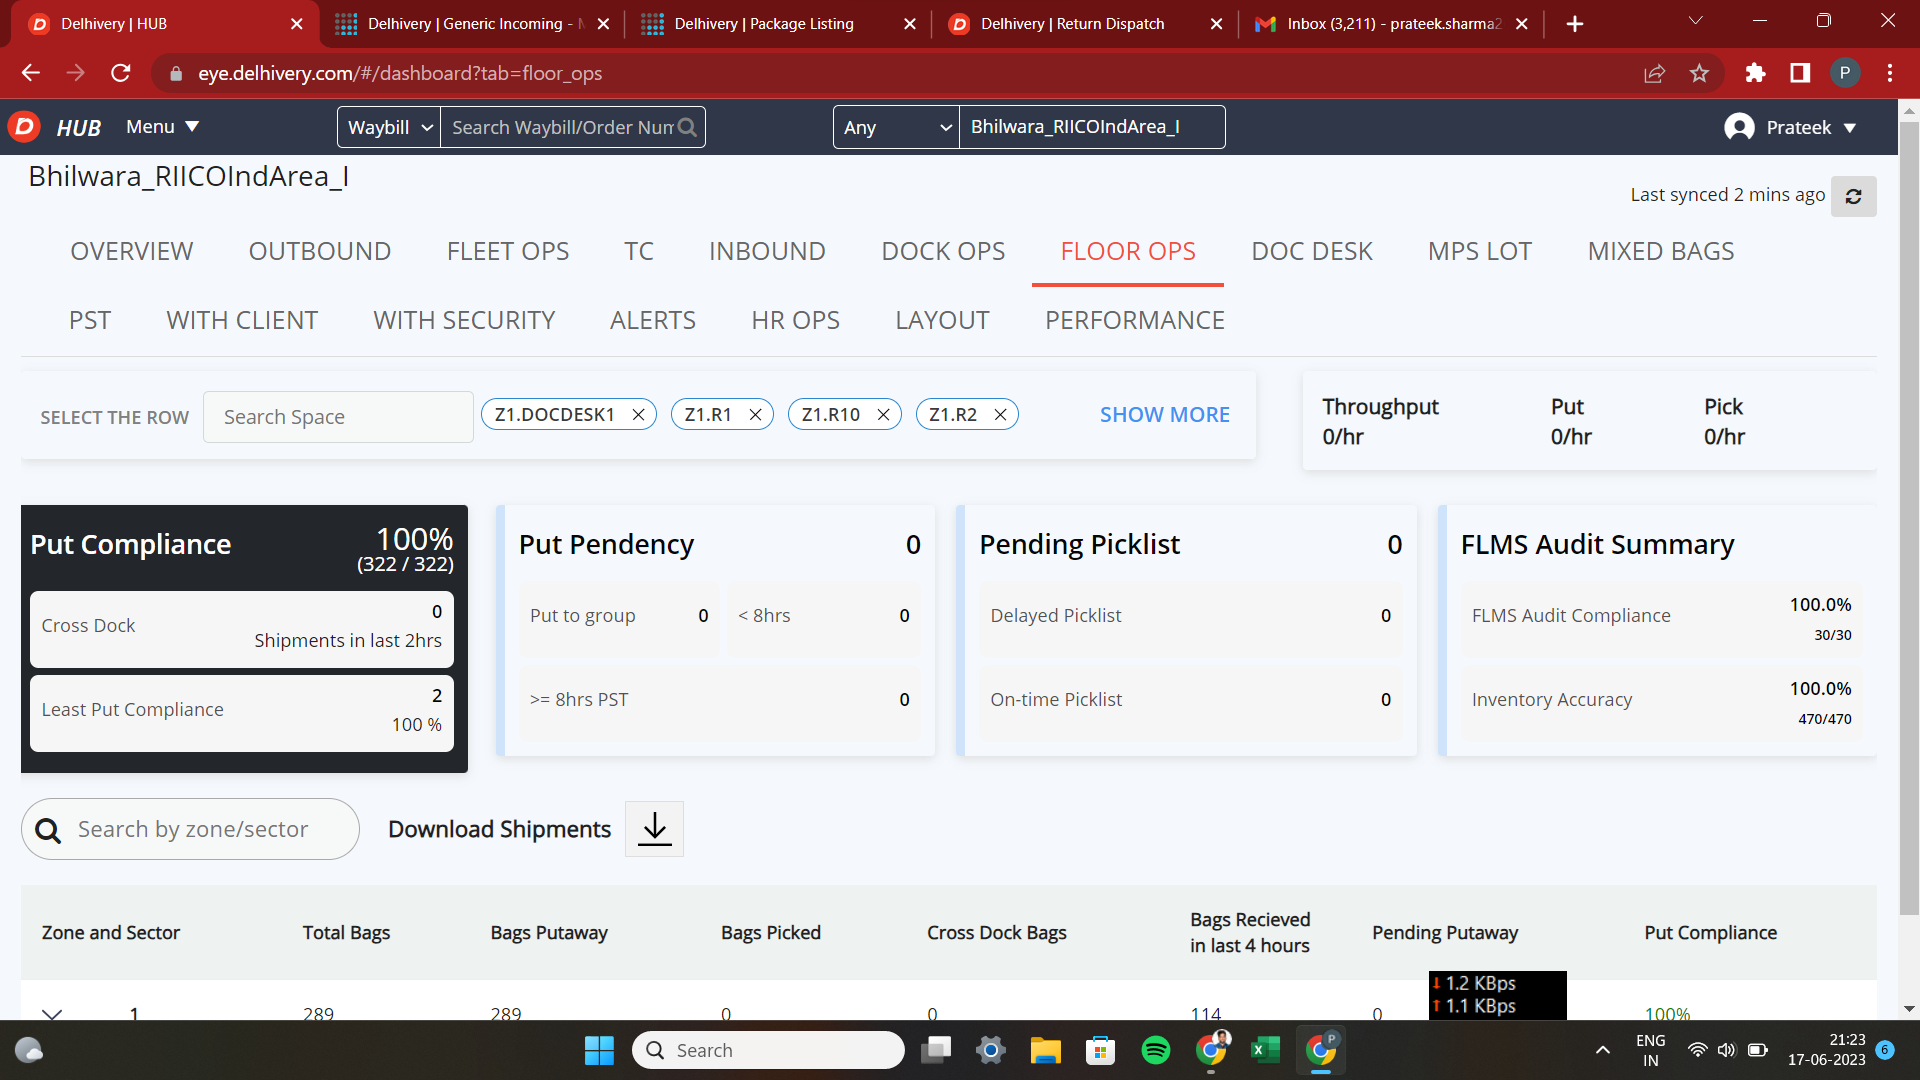 Delhivery | HUB
Delhivery | Generic Incoming -
Delhivery | Package Listing
Delhivery | Return Dispatch
Inbox (3,211) - prateek.sharma2
eye.delhivery.com/#/dashboard?tab=floor_ops
P
D HUB Menu
Waybill Search Waybill/Order Num
Any Bhilwara_RIICOIndArea_I
Prateek
Bhilwara_RIICOIndArea_I
Last synced 2 mins ago
OVERVIEW OUTBOUND FLEET OPS TC INBOUND DOCK OPS FLOOR OPS DOC DESK MPS LOT MIXED BAGS
PST WITH CLIENT WITH SECURITY ALERTS HR OPS LAYOUT PERFORMANCE
SELECT THE ROW Search Space Z1.DOCDESK1 Z1.R1 Z1.R10 Z1.R2 SHOW MORE
Throughput Put Pick
0/hr 0/hr 0/hr
Put Compliance 100%
(322 / 322)
Cross Dock 0
Shipments in last 2hrs
Least Put Compliance 2
100 %
Put Pendency 0
Put to group 0 < 8hrs 0
>= 8hrs PST 0
Pending Picklist 0
Delayed Picklist 0
On-time Picklist 0
FLMS Audit Summary
FLMS Audit Compliance 100.0%
30/30
Inventory Accuracy 100.0%
470/470
Search by zone/sector Download Shipments
Zone and Sector Total Bags Bags Putaway Bags Picked Cross Dock Bags Bags Recieved in last 4 hours Pending Putaway Put Compliance
1 289 289 0 0 114 0 100%
1.2 KBps
1.1 KBps
Search
P
ENG
IN
21:23
17-06-2023
6